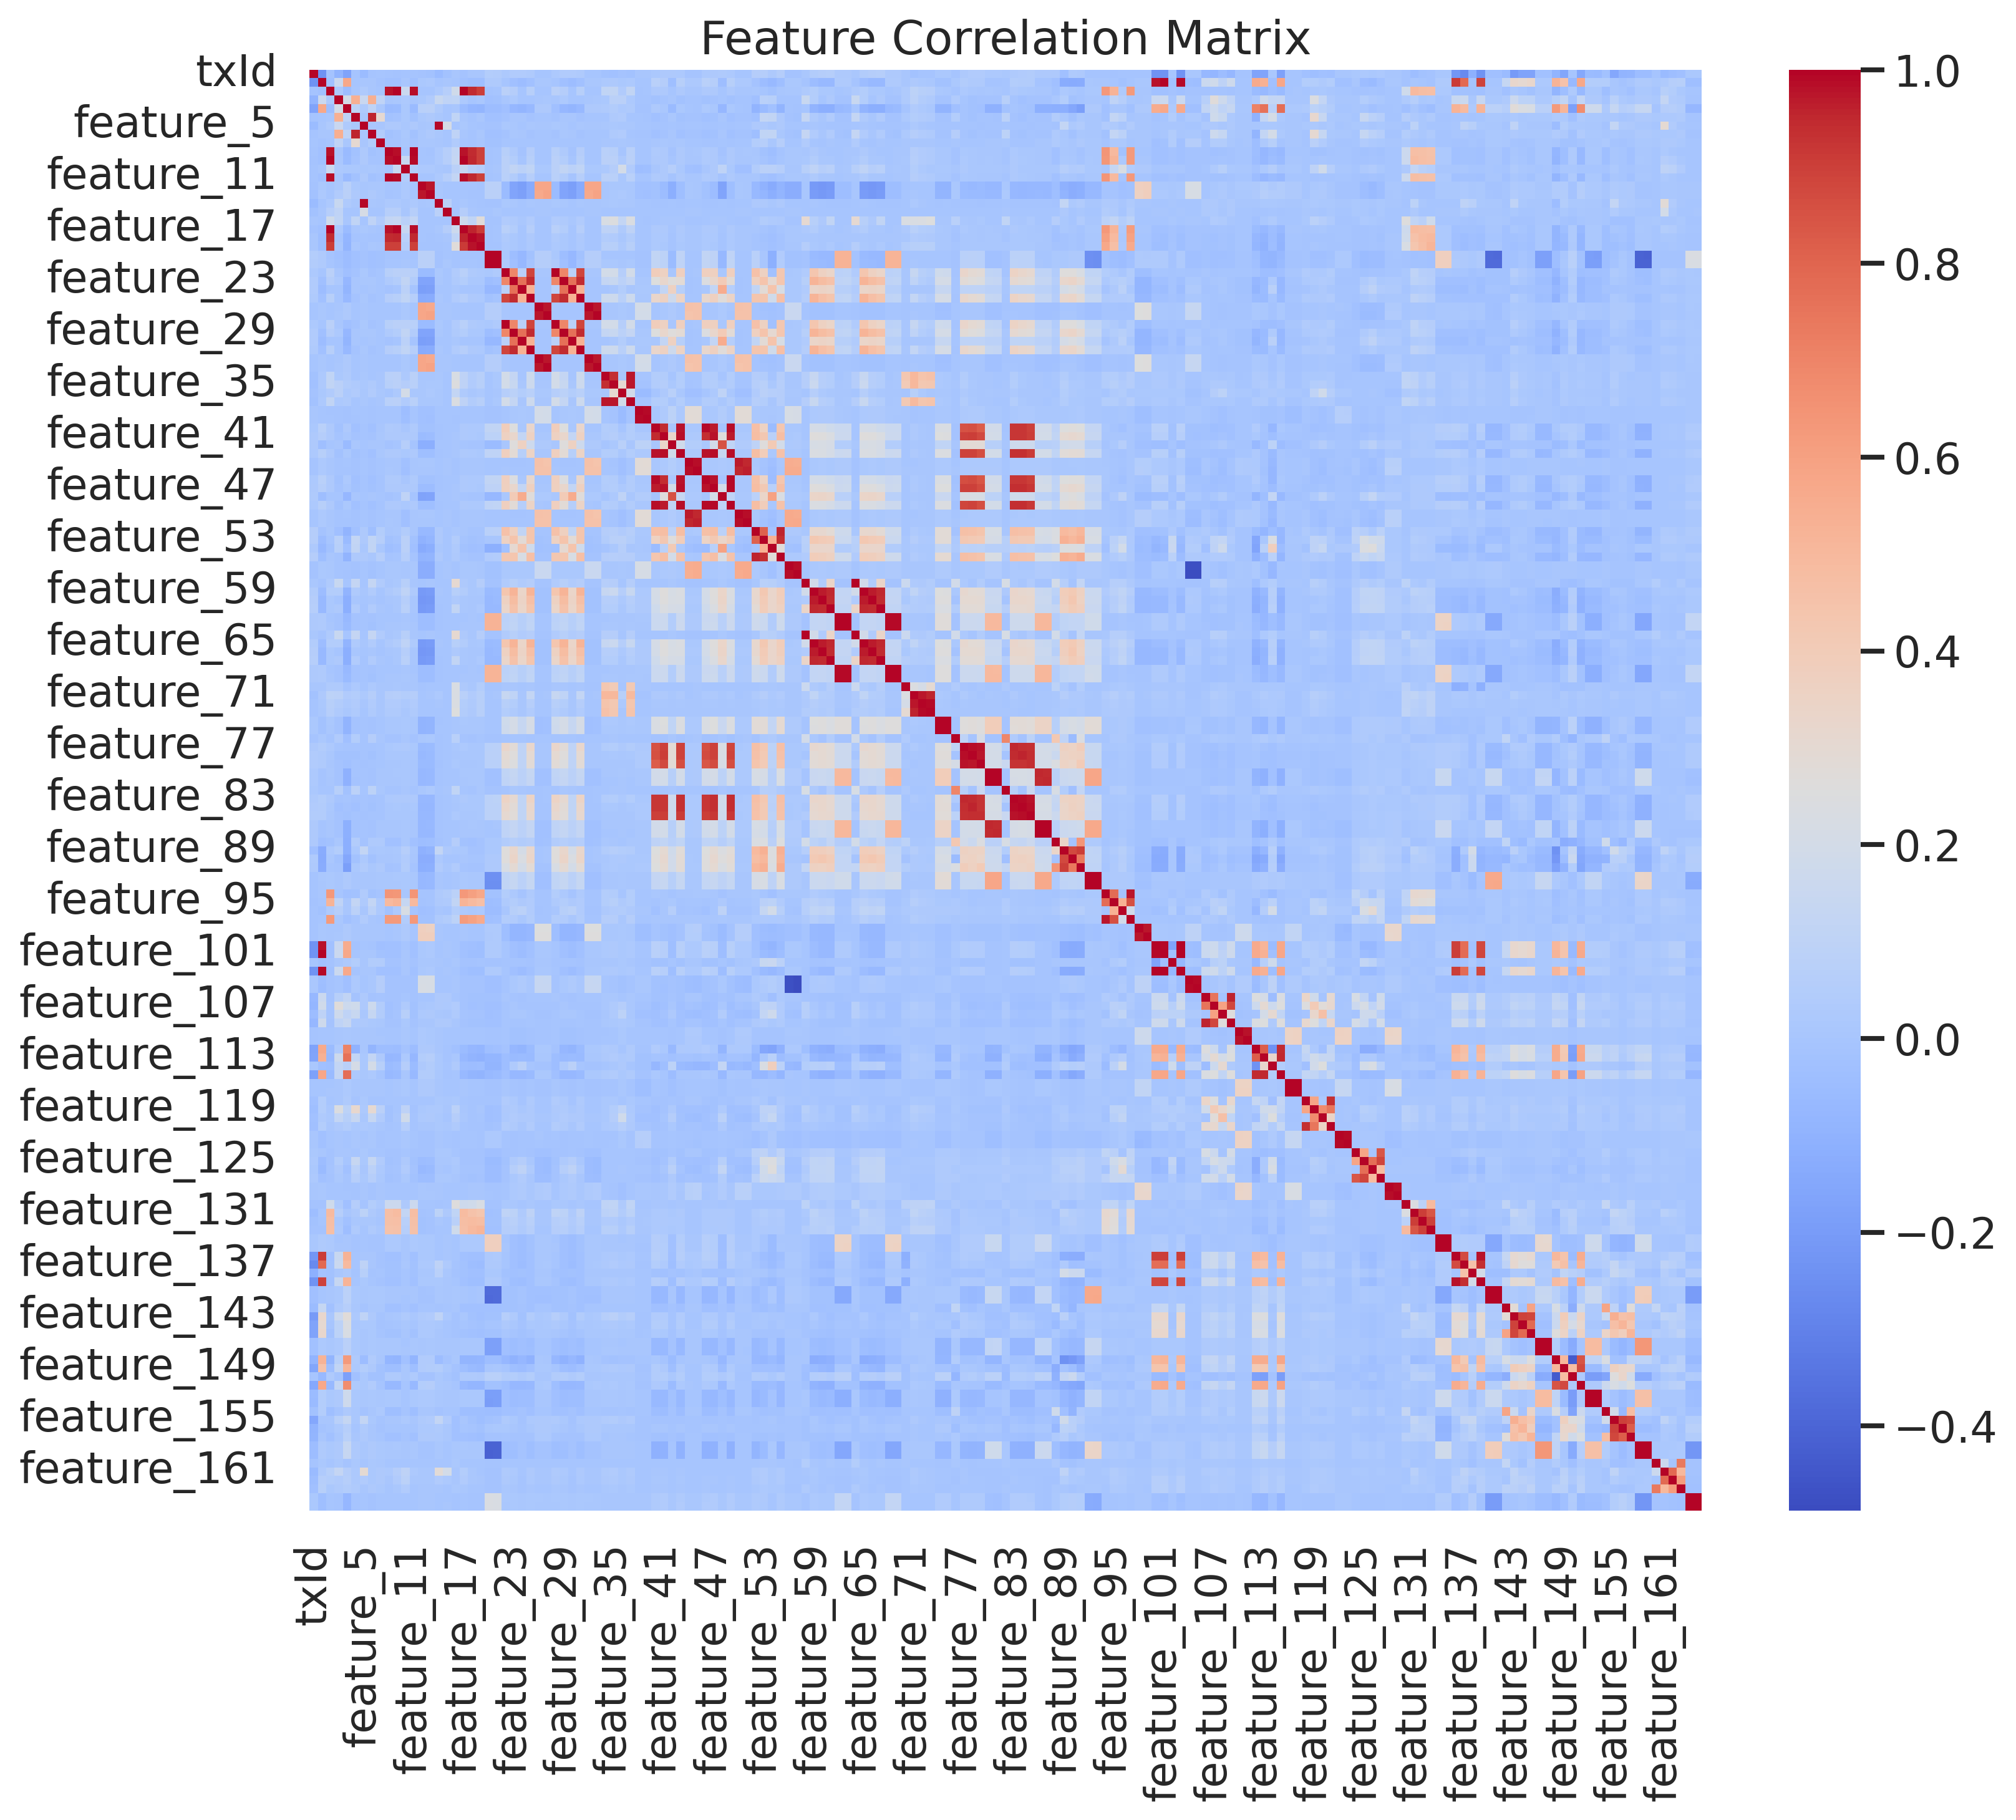 Feature Correlation Matrix
txId
feature_5
feature_11
feature_17
feature_23
feature_29
feature_35
feature_41
feature_47
feature_53
feature_59
feature_65
feature_71
feature_77
feature_83
feature_89
feature_95
feature_101
feature_107
feature_113
feature_119
feature_125
feature_131
feature_137
feature_143
feature_149
feature_155
feature_161
txId
feature_5
feature_11
feature_17
feature_23
feature_29
feature_35
feature_41
feature_47
feature_53
feature_59
feature_65
feature_71
feature_77
feature_83
feature_89
feature_95
feature_101
feature_107
feature_113
feature_119
feature_125
feature_131
feature_137
feature_143
feature_149
feature_155
feature_161
1.0
0.8
0.6
0.4
0.2
0.0
−0.2
−0.4